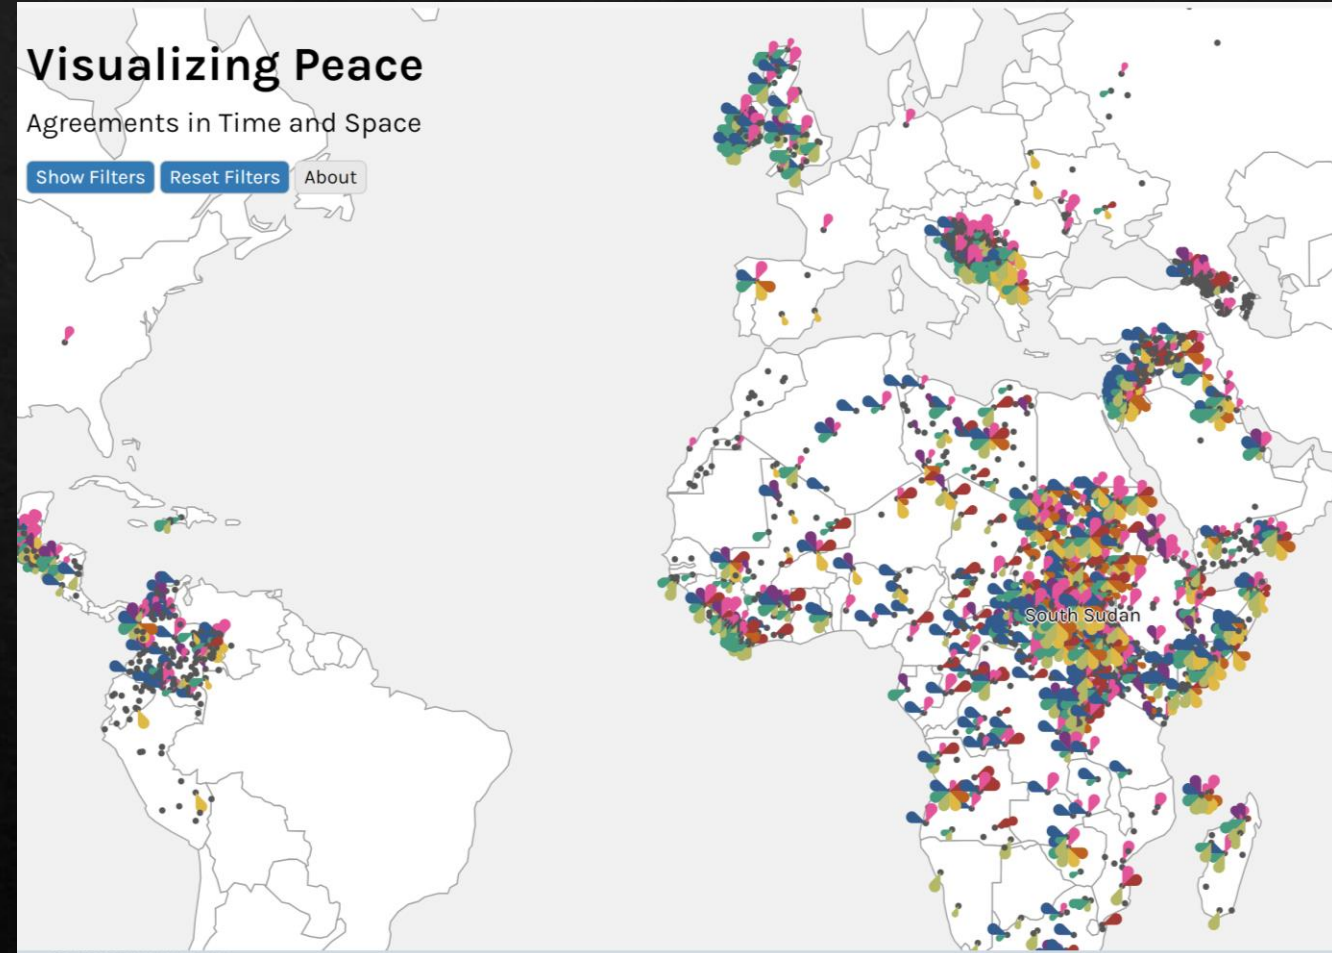 Visualizing Peace
Agreements in Time and Space
Show Filters Reset Filters About
South Sudan